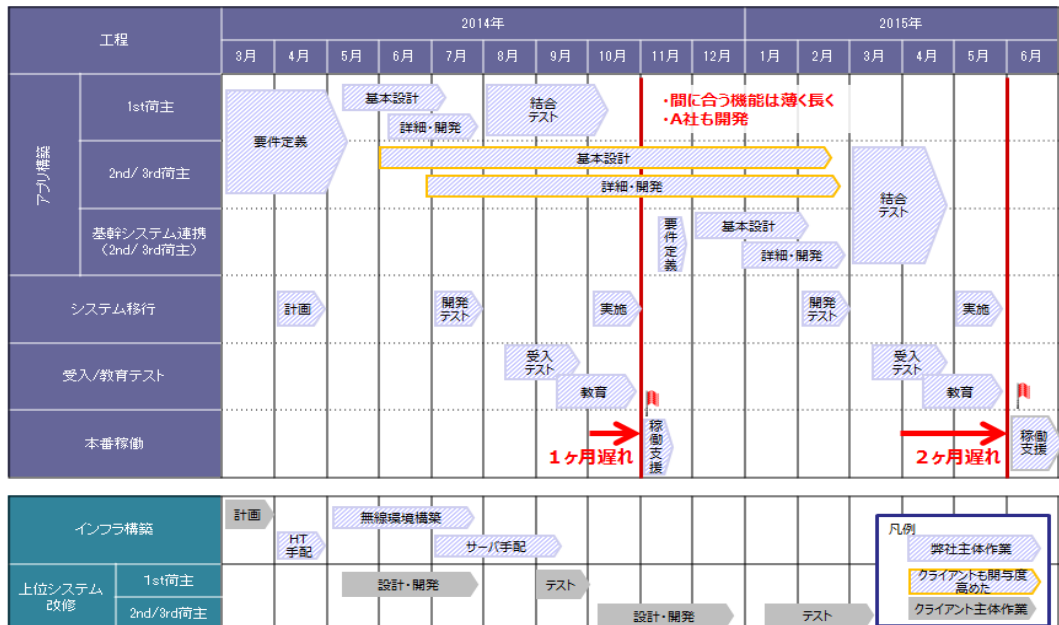 工程
2014年
2015年
3月
4月
5月
6月
7月
8月
9月
10月
11月
12月
1月
2月
3月
4月
5月
6月
アプリ構築
1st荷主
要件定義
基本設計
詳細・開発
結合
テスト
・間に合う機能は薄く長く
・A社も開発
2nd/ 3rd荷主
基本設計
詳細・開発
結合
テスト
基幹システム連携
（2nd/ 3rd荷主）
要件定義
基本設計
詳細・開発
システム移行
計画
開発
テスト
実施
開発
テスト
実施
受入/教育テスト
受入
テスト
教育
受入
テスト
教育
本番稼働
1ヶ月遅れ
稼働支援
2ヶ月遅れ
稼働
支援
インフラ構築
計画
HT
手配
無線環境構築
サーバ手配
上位システム
改修
1st荷主
設計・開発
テスト
2nd/3rd荷主
設計・開発
テスト
凡例
弊社主体作業
クライアントも関与度
高めた
クライアント主体作業